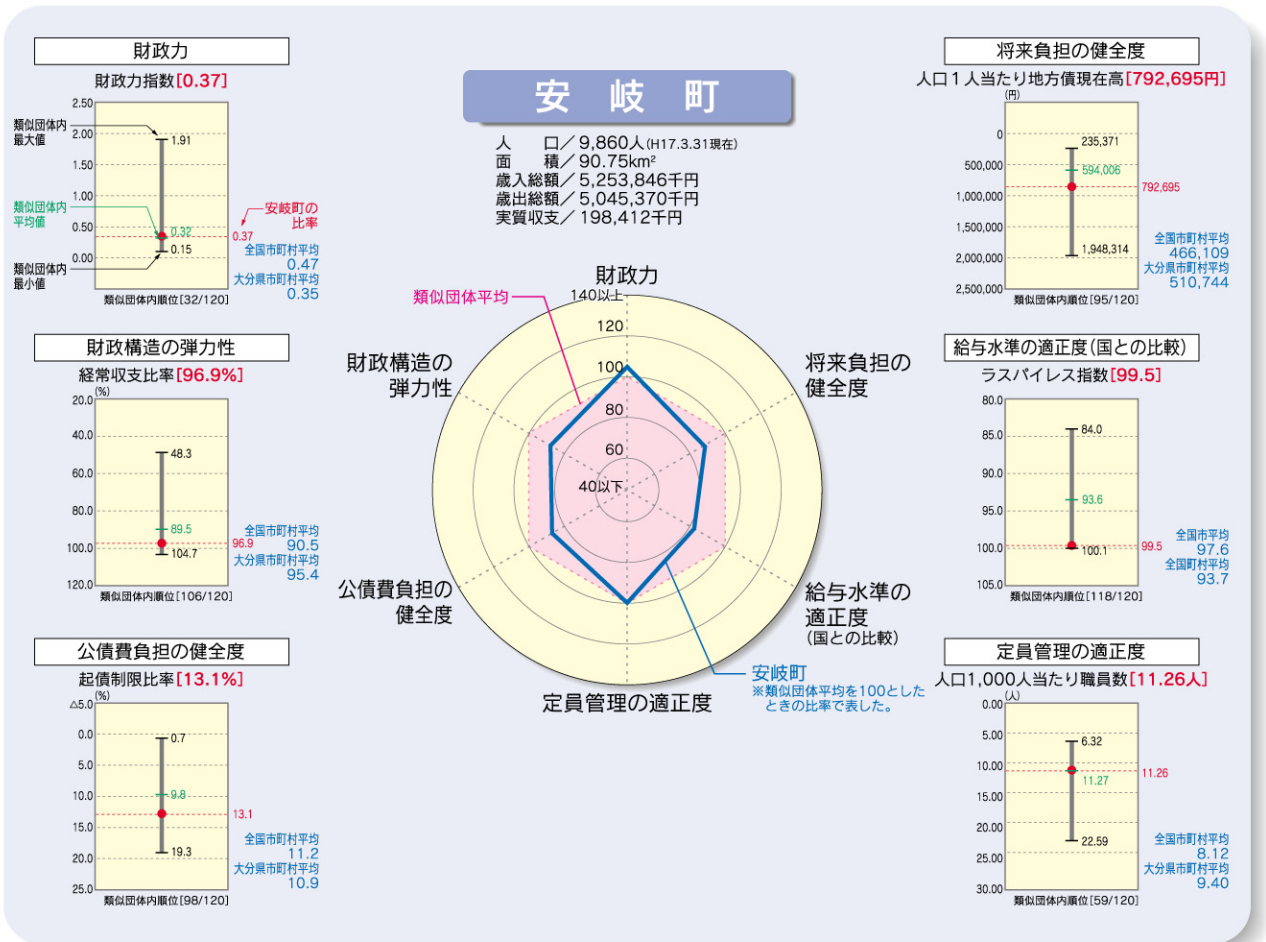 安岐町
人口／9,860人(H17.3.31現在)
面積／90.75km²
歳入総額／5,253,846千円
歳出総額／5,045,370千円
実質収支／198,412千円
財政力
財政力指数[0.37]
2.50
2.00
1.50
1.00
0.50
0.00
類似団体内
最大値
類似団体内
平均値
類似団体内
最小値
1.91
0.32
0.15
安岐町の
比率
0.37
全国市町村平均
0.47
大分県市町村平均
0.35
類似団体内順位[32/120]
財政構造の弾力性
経常収支比率[96.9%]
(%)
20.0
40.0
60.0
80.0
100.0
120.0
48.3
89.5
104.7
96.9
全国市町村平均
90.5
大分県市町村平均
95.4
類似団体内順位[106/120]
公債費負担の健全度
起債制限比率[13.1%]
(%)
△5.0
0.0
5.0
10.0
15.0
20.0
25.0
0.7
9.8
19.3
13.1
全国市町村平均
11.2
大分県市町村平均
10.9
類似団体内順位[98/120]
類似団体平均
財政力
140以上
120
100
80
60
40以下
財政構造の
弾力性
将来負担の
健全度
公債費負担の
健全度
給与水準の
適正度
(国との比較)
定員管理の適正度
安岐町
※類似団体平均を100とした
ときの比率で表した。
将来負担の健全度
人口1人当たり地方債現在高[792,695円]
(円)
0
500,000
1,000,000
1,500,000
2,000,000
2,500,000
235,371
594,006
792,695
1,948,314
全国市町村平均
466,109
大分県市町村平均
510,744
類似団体内順位[95/120]
給与水準の適正度(国との比較)
ラスパイレス指数[99.5]
80.0
85.0
90.0
95.0
100.0
105.0
84.0
93.6
100.1
99.5
全国市平均
97.6
全国町村平均
93.7
類似団体内順位[118/120]
定員管理の適正度
人口1,000人当たり職員数[11.26人]
(人)
0.00
5.00
10.00
15.00
20.00
25.00
30.00
6.32
11.27
22.59
11.26
全国市町村平均
8.12
大分県市町村平均
9.40
類似団体内順位[59/120]